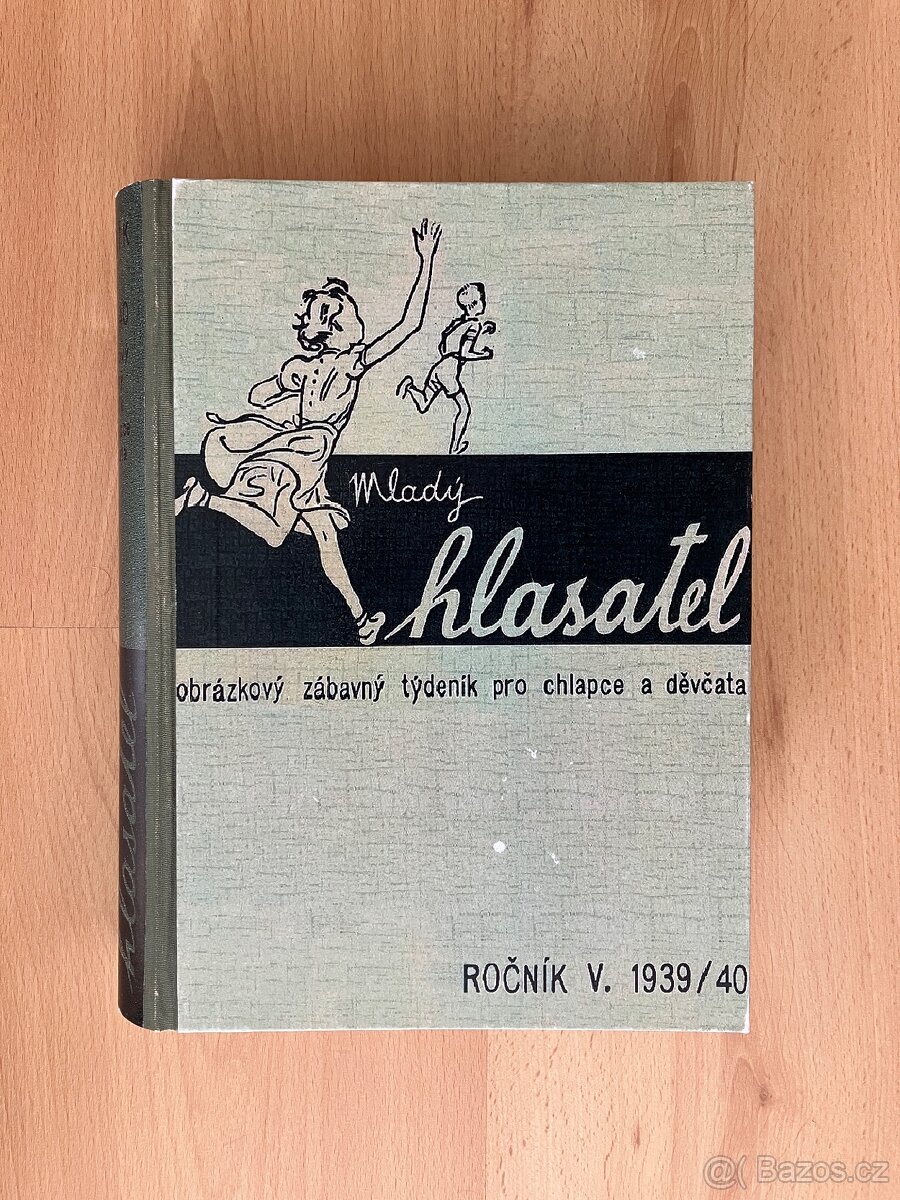 Mladý
hlasatel
obrázkový zábavný týdeník pro chlapce a děvčata
ROČNÍK V. 1939/40
hlasatel
@( Bazos.cz